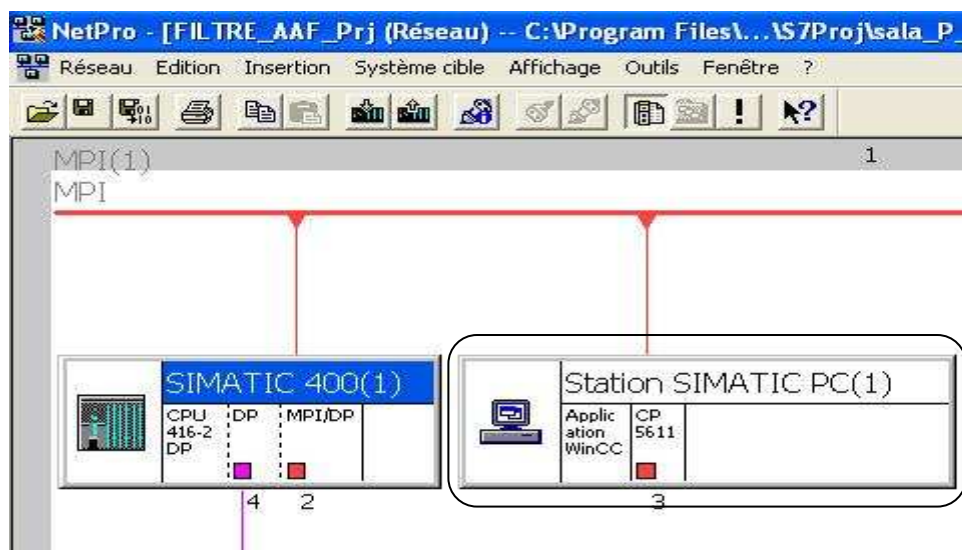 NetPro - [FILTRE_AAF_Prj (Réseau) -- C:\Program Files\...\S7Proj\sala_P_
Réseau Edition Insertion Système cible Affichage Outils Fenêtre ?
MPI(1) 1
MPI
SIMATIC 400(1)
CPU 416-2 DP
DP
MPI/DP
4 2
Station SIMATIC PC(1)
Applic
ation
WinCC
CP
5611
3